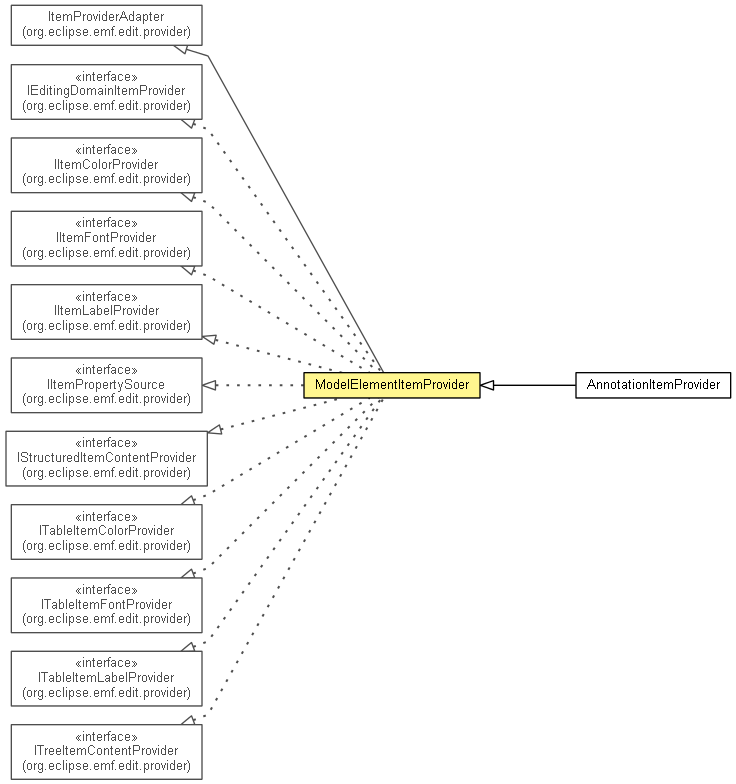 ItemProviderAdapter
(org.eclipse.emf.edit.provider)
«interface»
IEditingDomainItemProvider
(org.eclipse.emf.edit.provider)
«interface»
IItemColorProvider
(org.eclipse.emf.edit.provider)
«interface»
IItemFontProvider
(org.eclipse.emf.edit.provider)
«interface»
IItemLabelProvider
(org.eclipse.emf.edit.provider)
«interface»
IItemPropertySource
(org.eclipse.emf.edit.provider)
«interface»
IStructuredItemContentProvider
(org.eclipse.emf.edit.provider)
«interface»
ITableItemColorProvider
(org.eclipse.emf.edit.provider)
«interface»
ITableItemFontProvider
(org.eclipse.emf.edit.provider)
«interface»
ITableItemLabelProvider
(org.eclipse.emf.edit.provider)
«interface»
ITreeItemContentProvider
(org.eclipse.emf.edit.provider)
ModelElementItemProvider
AnnotationItemProvider